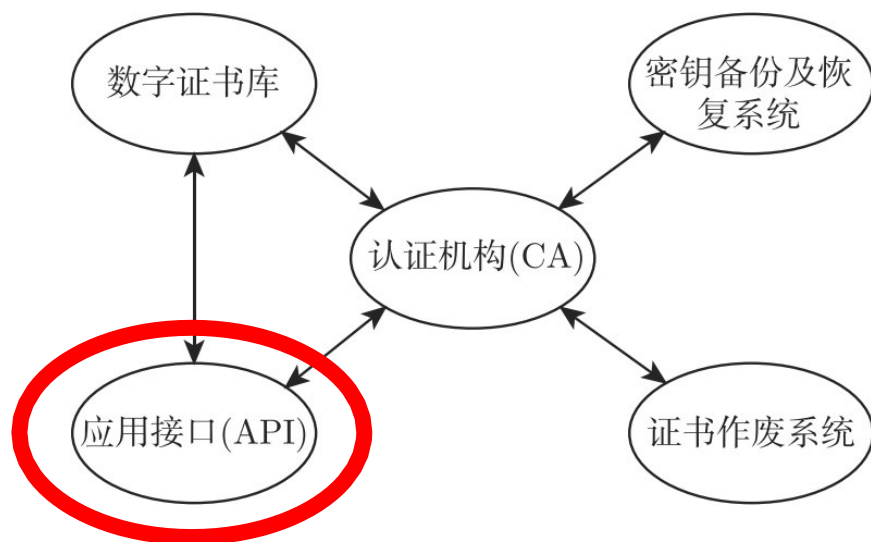 数字证书库
密钥备份及恢
复系统
认证机构(CA)
应用接口(API)
证书作废系统